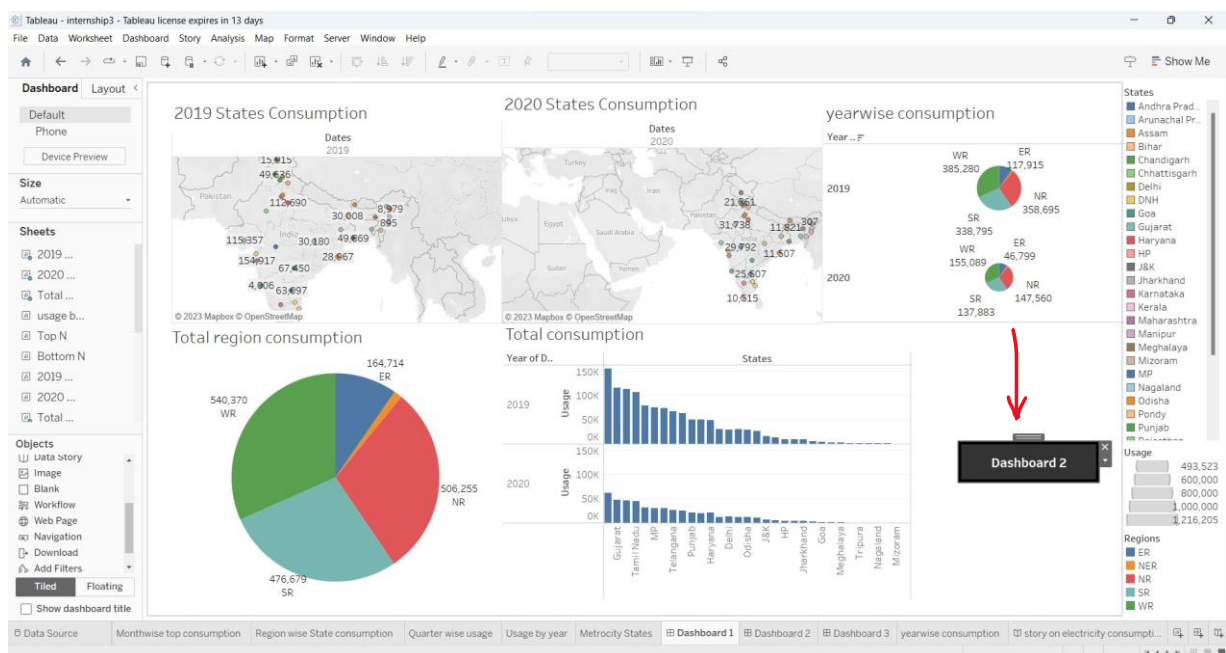 Tableau - internship3 - Tableau license expires in 13 days
File Data Worksheet Dashboard Story Analysis Map Format Server Window Help
Show Me
Dashboard Layout
Default
Phone
Device Preview
Size
Automatic
Sheets
2019 ...
2020 ...
Total ...
usage b...
Top N
Bottom N
2019 ...
2020 ...
Total ...
Objects
Data Story
Image
Blank
Workflow
Web Page
Navigation
Download
Add Filters
Tiled Floating
Show dashboard title
2019 States Consumption
Dates
2019
15,915
49,636
Pakistan
112,690
30,008
8,979
895
India
115,357
30,180
49,869
154,917
28,067
67,450
4,806
63,697
© 2023 Mapbox © OpenStreetMap
2020 States Consumption
Dates
2020
Turkey
Iraq
Iran
21,861
Libya
Egypt
Pakistan
31,738
11,821
307
Saudi Arabia
India
29,792
11,507
Sudan
Yemen
25,607
10,515
© 2023 Mapbox © OpenStreetMap
yearwise consumption
Year ..
2019
WR
385,280
ER
117,915
NR
358,695
SR
338,795
2020
WR
155,089
ER
46,799
NR
147,560
SR
137,883
Total region consumption
164,714
ER
540,370
WR
506,255
NR
476,679
SR
Total consumption
Year of D..
States
2019
Usage
150K
100K
50K
0K
2020
Usage
150K
100K
50K
0K
Gujarat
Tamil Nadu
MP
Telangana
Punjab
Haryana
Delhi
Odisha
J&K
HP
Jharkhand
Goa
Meghalaya
Tripura
Nagaland
Mizoram
Dashboard 2
States
Andhra Prad..
Arunachal Pr..
Assam
Bihar
Chandigarh
Chhattisgarh
Delhi
DNH
Goa
Gujarat
Haryana
HP
J&K
Jharkhand
Karnataka
Kerala
Maharashtra
Manipur
Meghalaya
Mizoram
MP
Nagaland
Odisha
Pondy
Punjab
Usage
493,523
600,000
800,000
1,000,000
1,216,205
Regions
ER
NER
NR
SR
WR
Data Source Monthwise top consumption Region wise State consumption Quarter wise usage Usage by year Metrocity States Dashboard 1 Dashboard 2 Dashboard 3 yearwise consumption story on electricity consumpti...